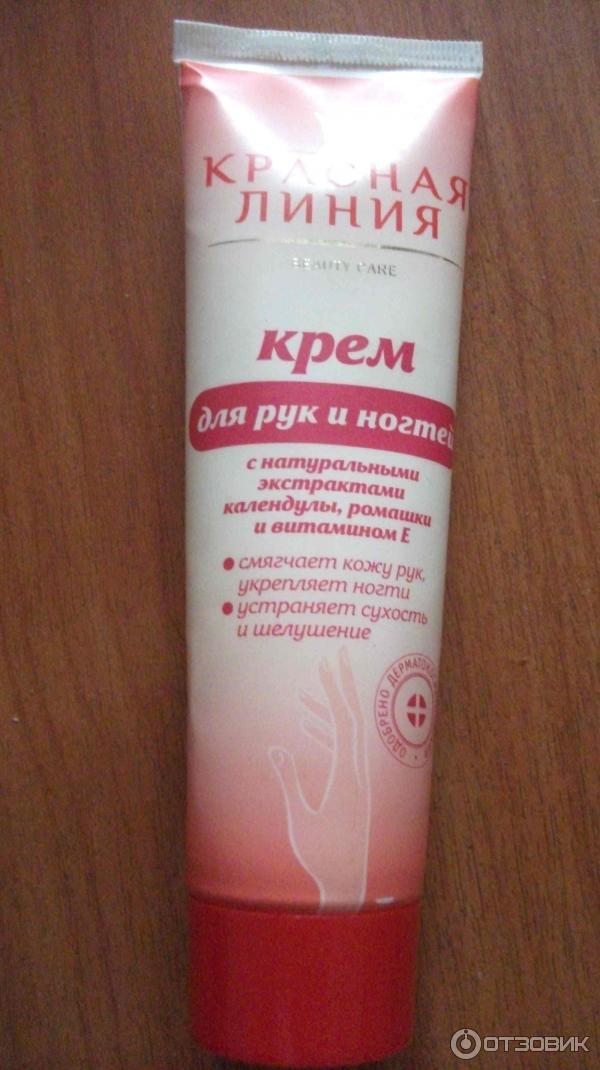 КРАСНАЯ
ЛИНИЯ
BEAUTY CARE
крем
для рук и ногтей
с натуральными
экстрактами
календулы, ромашки
и витамином Е
• смягчает кожу рук,
укрепляет ногти
• устраняет сухость
и шелушение
ОДОБРЕНО
ОТЗОВИК